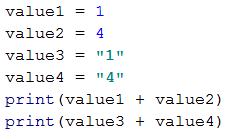 value1 = 1
value2 = 4
value3 = "1"
value4 = "4"
print(value1 + value2)
print(value3 + value4)